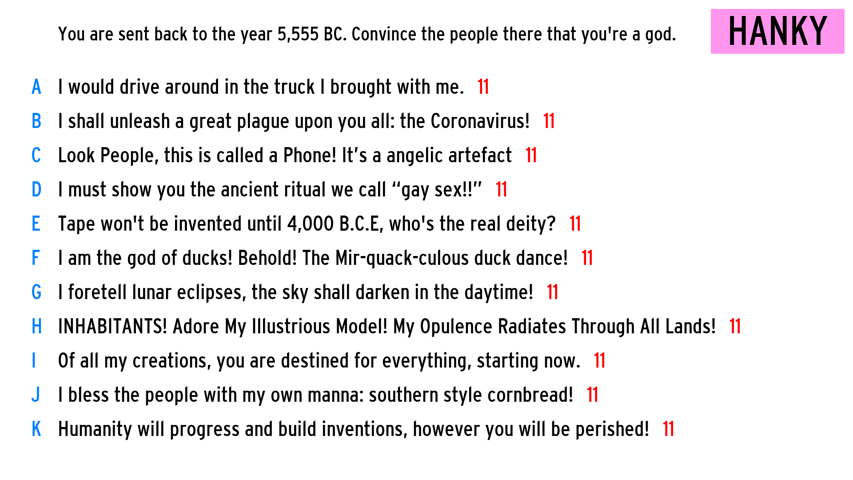 You are sent back to the year 5,555 BC. Convince the people there that you're a god.
HANKY
A I would drive around in the truck I brought with me. 11
B I shall unleash a great plague upon you all: the Coronavirus! 11
C Look People, this is called a Phone! It’s a angelic artefact 11
D I must show you the ancient ritual we call “gay sex!!” 11
E Tape won't be invented until 4,000 B.C.E, who's the real deity? 11
F I am the god of ducks! Behold! The Mir-quack-culous duck dance! 11
G I foretell lunar eclipses, the sky shall darken in the daytime! 11
H INHABITANTS! Adore My Illustrious Model! My Opulence Radiates Through All Lands! 11
I Of all my creations, you are destined for everything, starting now. 11
J I bless the people with my own manna: southern style cornbread! 11
K Humanity will progress and build inventions, however you will be perished! 11